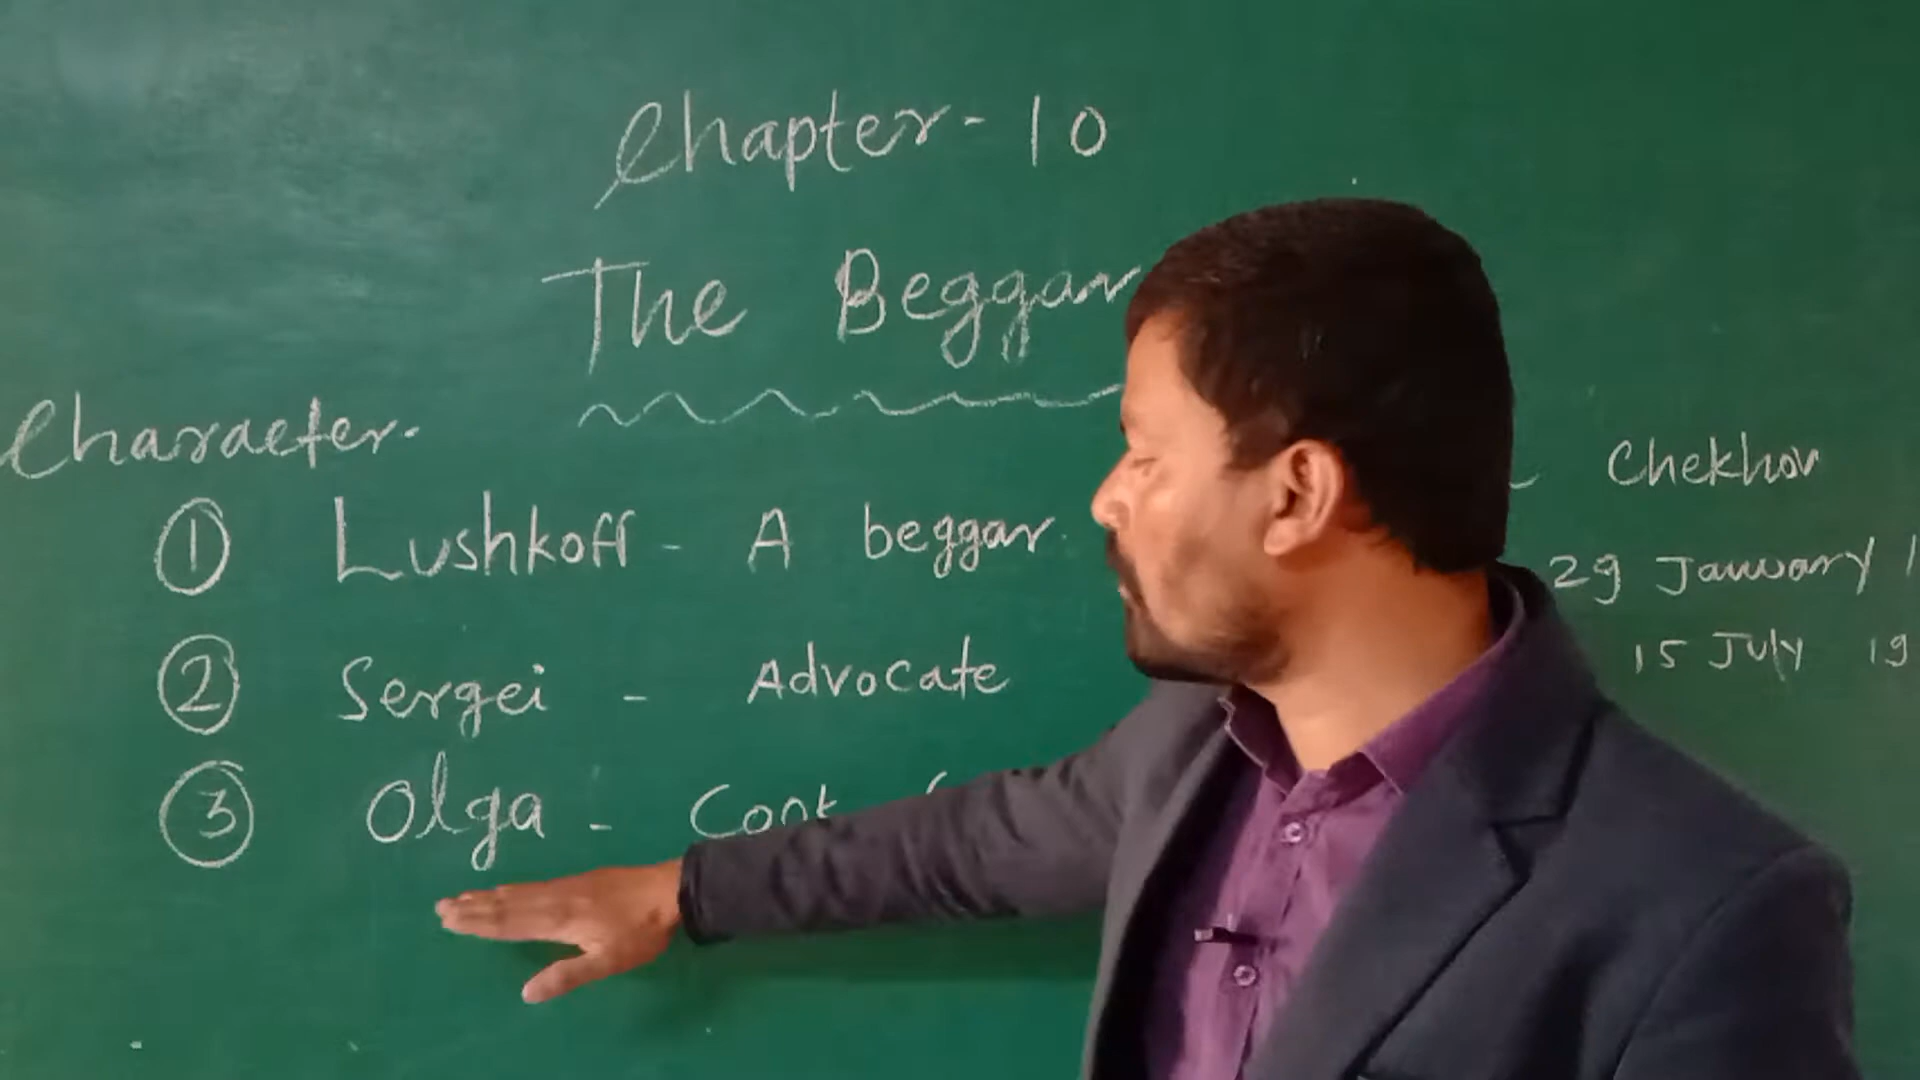 Chapter-10
The Beggar
Character.
① Lushkoff - A beggar.
② Sergei - Advocate
③ Olga - Cook
Chekhov
29 January 1
15 July 19